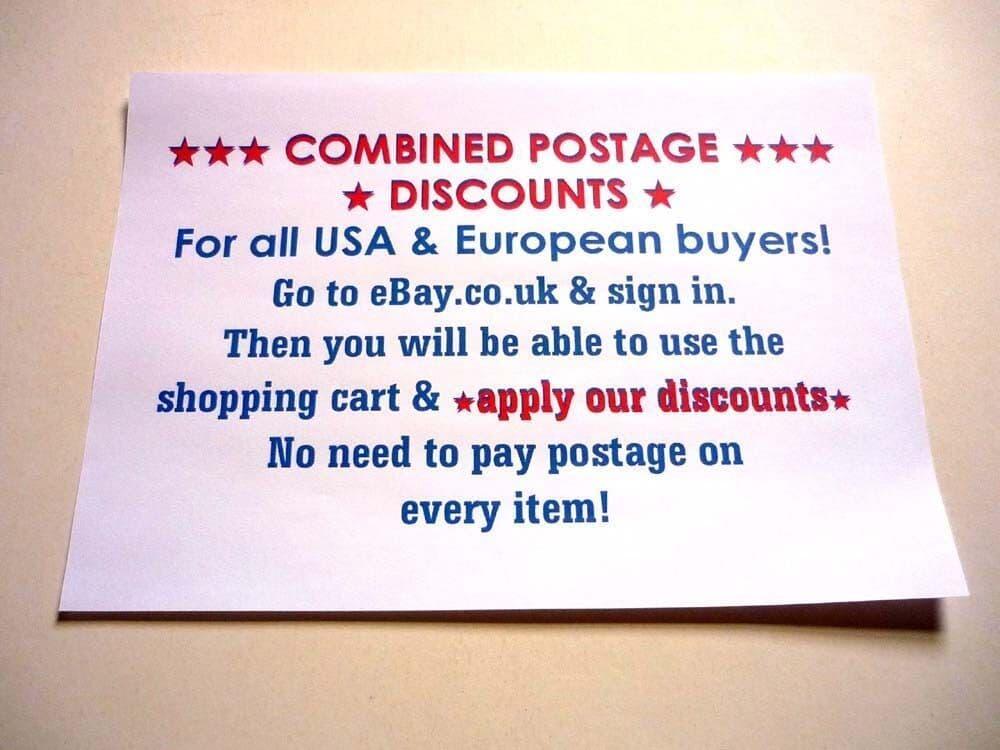 ★★★ COMBINED POSTAGE ★★★
★ DISCOUNTS ★
For all USA & European buyers!
Go to eBay.co.uk & sign in.
Then you will be able to use the
shopping cart & ★apply our discounts★
No need to pay postage on
every item!